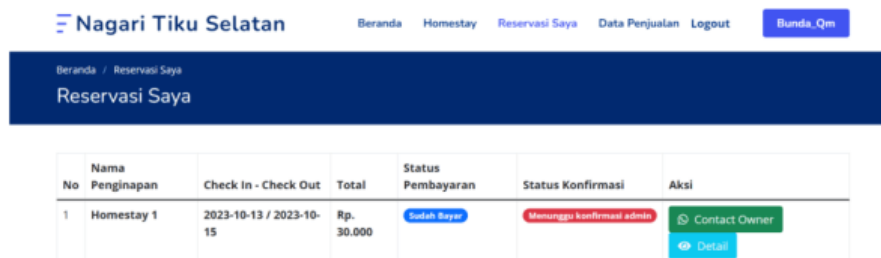 Nagari Tiku Selatan
Beranda Homestay Reservasi Saya Data Penjualan Logout Bunda_Qm
Beranda / Reservasi Saya
Reservasi Saya
No Nama Penginapan Check In - Check Out Total Status Pembayaran Status Konfirmasi Aksi
1 Homestay 1 2023-10-13 / 2023-10-15 Rp. 30.000 Sudah Bayar Menunggu konfirmasi admin Contact Owner
Detail